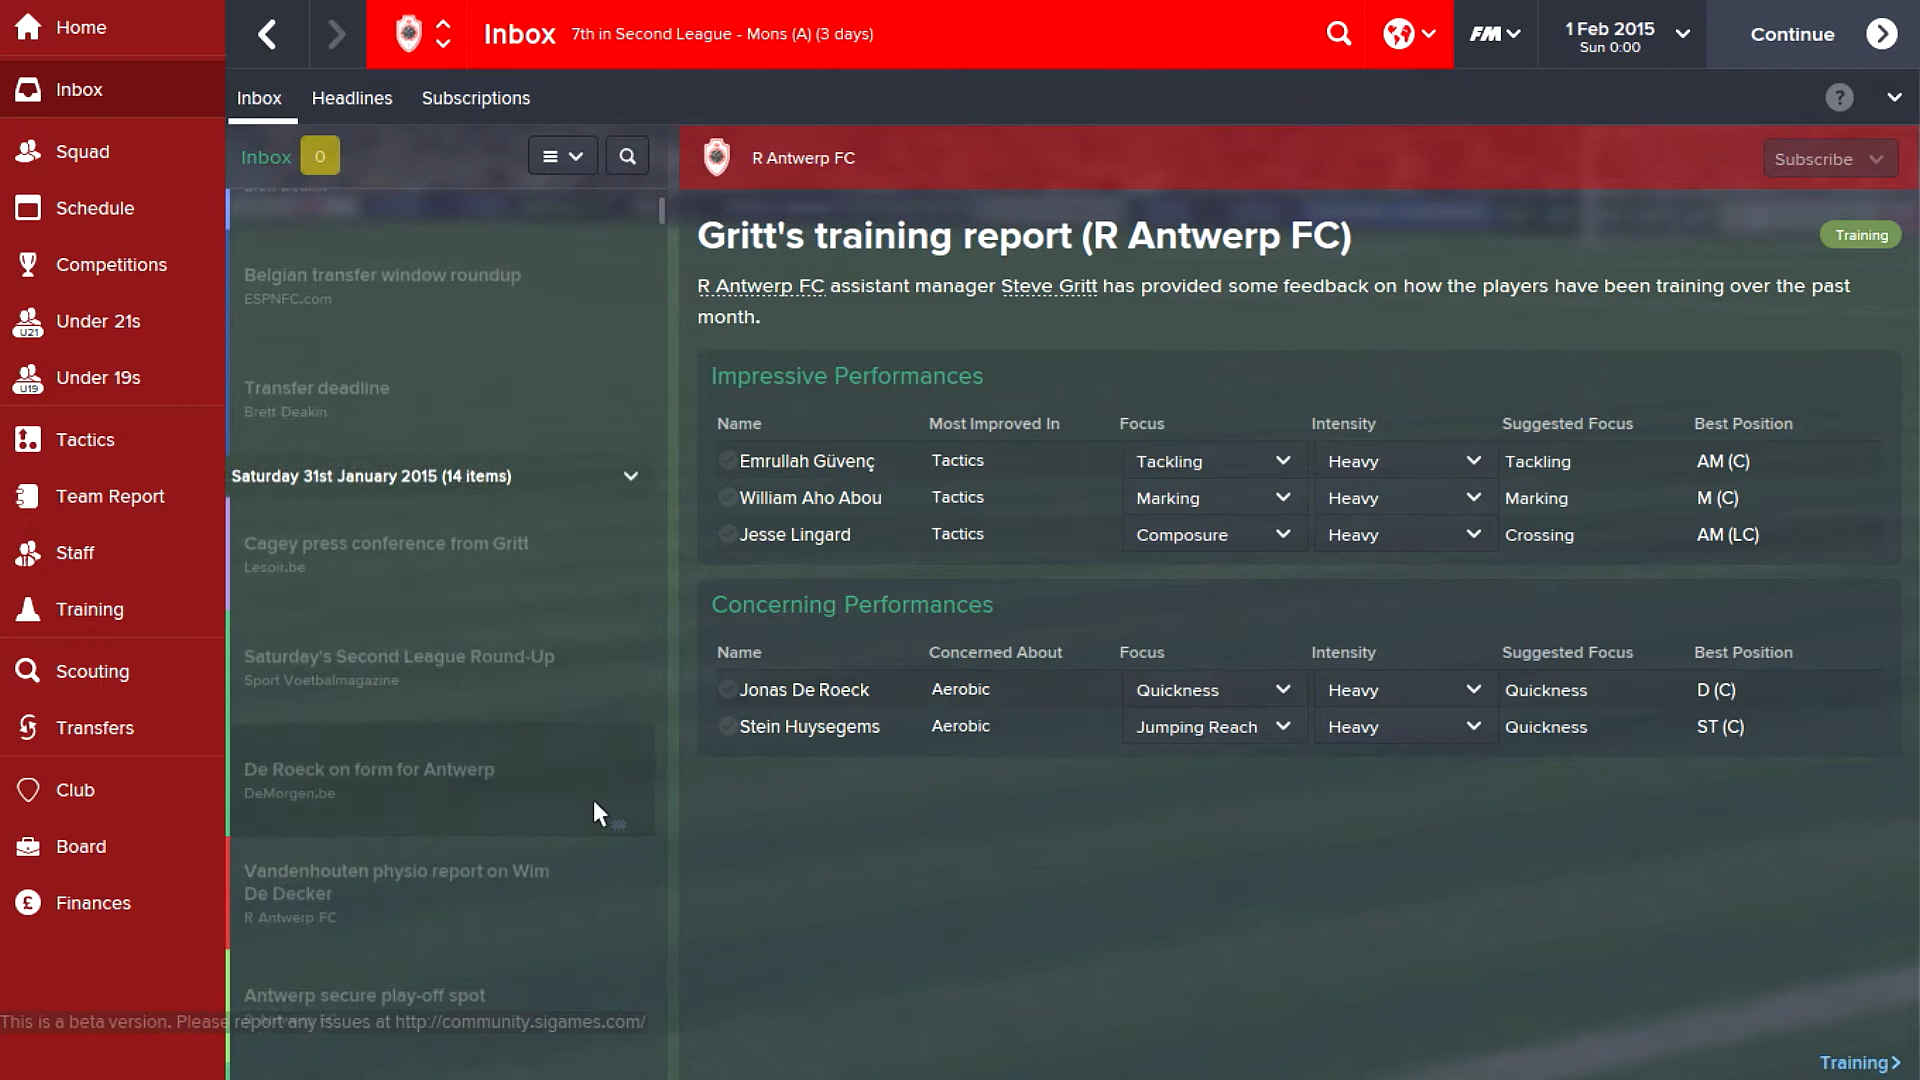 Home
Inbox
Squad
Schedule
Competitions
U21
Under 21s
U19
Under 19s
Tactics
Team Report
Staff
Training
Scouting
Transfers
Club
Board
£
Finances
Inbox 7th in Second League - Mons (A) (3 days)
FM
1 Feb 2015
Sun 0:00
Continue
Inbox Headlines Subscriptions
?
Inbox 0
Brett Deakin
Belgian transfer window roundup
ESPNFC.com
Transfer deadline
Brett Deakin
Saturday 31st January 2015 (14 items)
Cagey press conference from Gritt
Lesoir.be
Saturday's Second League Round-Up
Sport Voetbalmagazine
De Roeck on form for Antwerp
DeMorgen.be
Vandenhouten physio report on Wim
De Decker
R Antwerp FC
Antwerp secure play-off spot
R Antwerp FC
This is a beta version. Please report any issues at http://community.sigames.com/
R Antwerp FC
Subscribe
Gritt's training report (R Antwerp FC)
Training
R Antwerp FC assistant manager Steve Gritt has provided some feedback on how the players have been training over the past
month.
Impressive Performances
Name Most Improved In Focus Intensity Suggested Focus Best Position
Emrullah Güvenç Tactics Tackling Heavy Tackling AM (C)
William Aho Abou Tactics Marking Heavy Marking M (C)
Jesse Lingard Tactics Composure Heavy Crossing AM (LC)
Concerning Performances
Name Concerned About Focus Intensity Suggested Focus Best Position
Jonas De Roeck Aerobic Quickness Heavy Quickness D (C)
Stein Huysegems Aerobic Jumping Reach Heavy Quickness ST (C)
Training